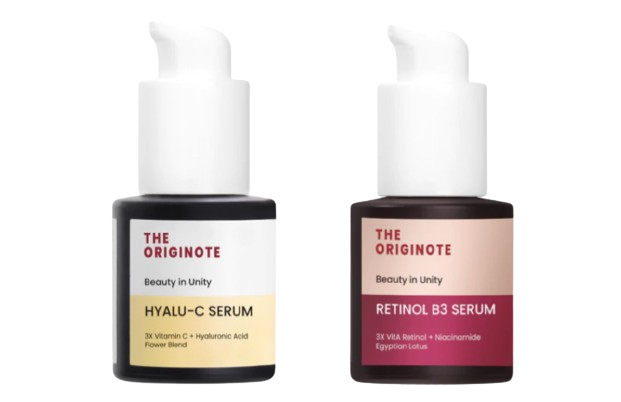 THE
ORIGINOTE
Beauty in Unity
HYALU-C SERUM
3X Vitamin C + Hyaluronic Acid
Flower Blend
THE
ORIGINOTE
Beauty in Unity
RETINOL B3 SERUM
3X VitA Retinol + Niacinamide
Egyptian Lotus